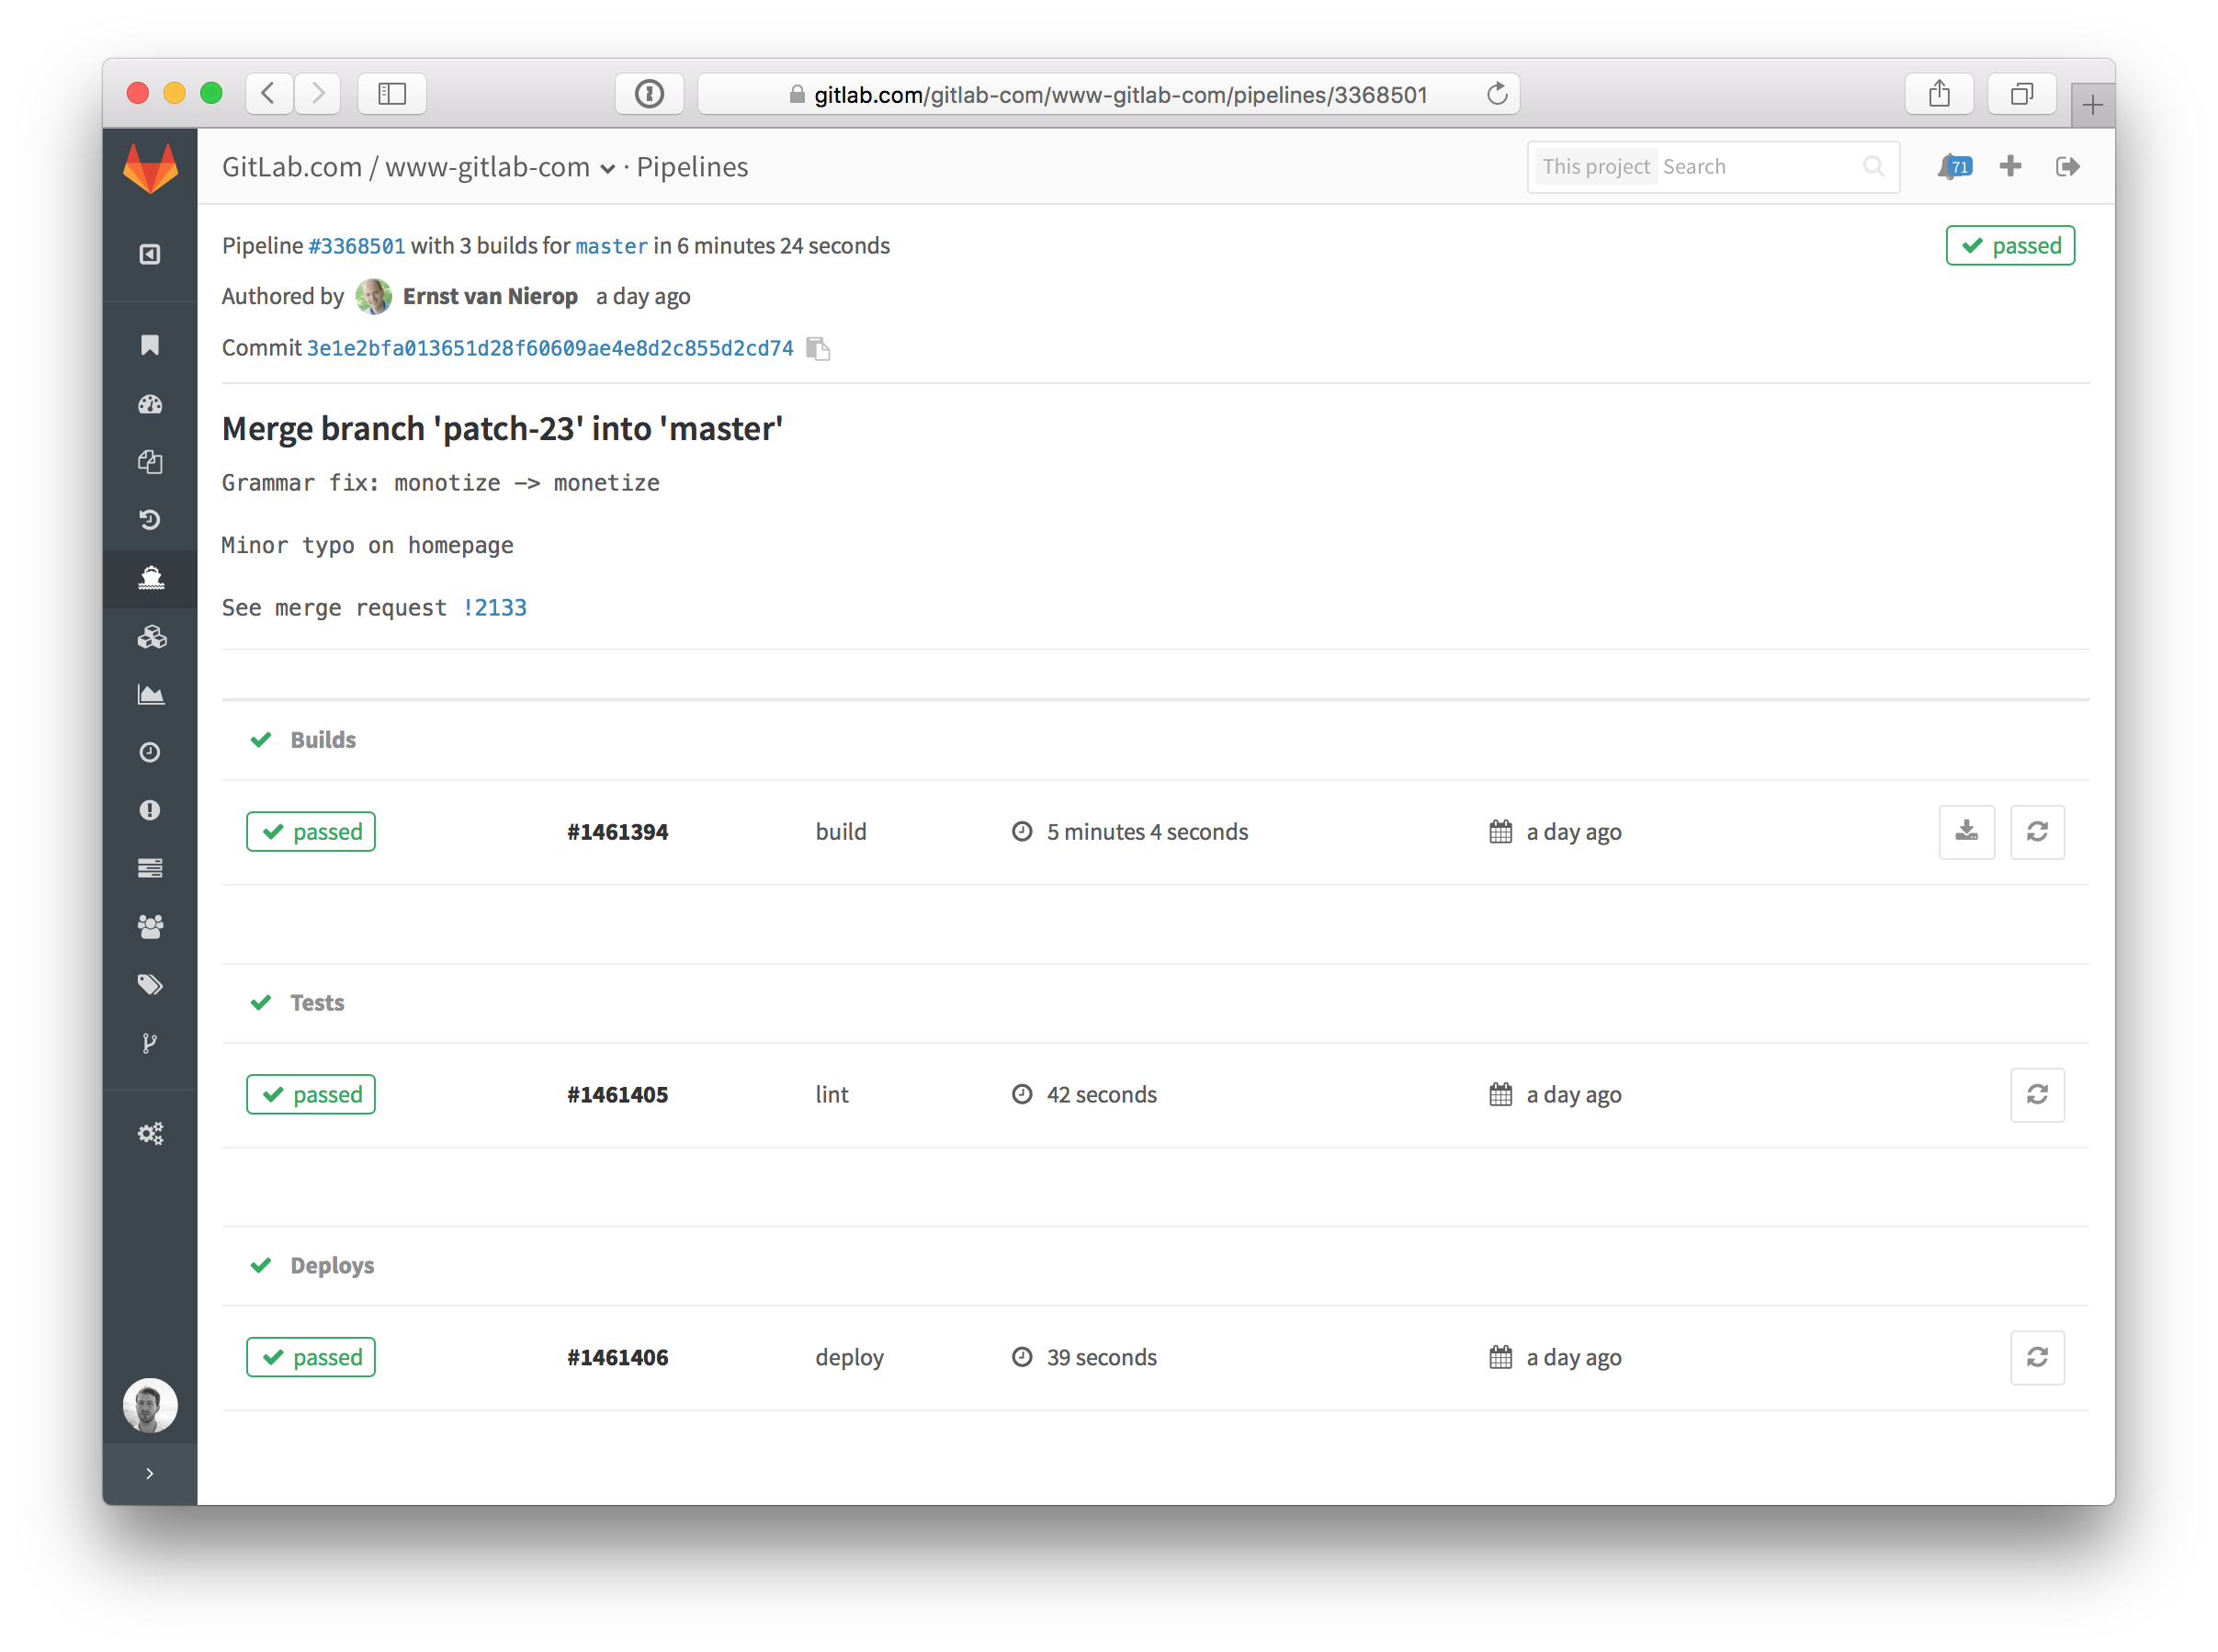 gitlab.com/gitlab-com/www-gitlab-com/pipelines/3368501
GitLab.com / www-gitlab-com · Pipelines
This project Search
71
Pipeline #3368501 with 3 builds for master in 6 minutes 24 seconds
passed
Authored by Ernst van Nierop a day ago
Commit 3e1e2bfa013651d28f60609ae4e8d2c855d2cd74
Merge branch 'patch-23' into 'master'
Grammar fix: monotize -> monetize
Minor typo on homepage
See merge request !2133
Builds
passed #1461394 build 5 minutes 4 seconds a day ago
Tests
passed #1461405 lint 42 seconds a day ago
Deploys
passed #1461406 deploy 39 seconds a day ago